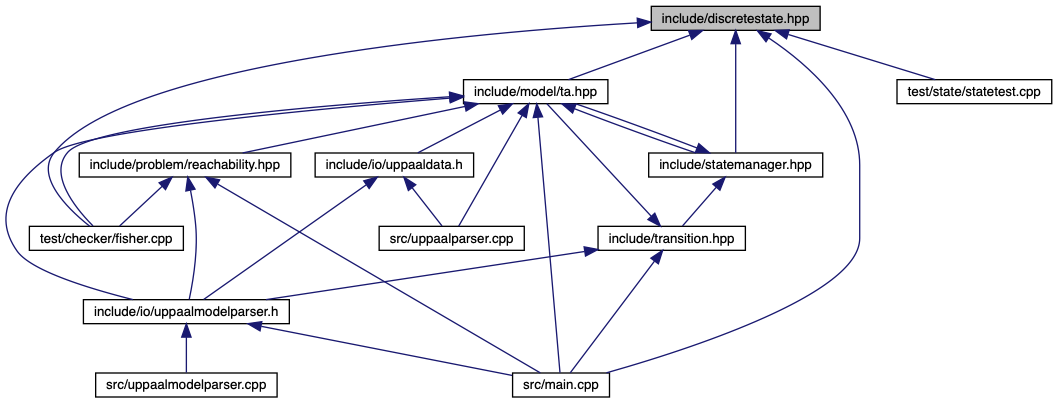 include/discretestate.hpp
include/model/ta.hpp
test/state/statetest.cpp
include/problem/reachability.hpp
include/io/uppaaldata.h
include/statemanager.hpp
test/checker/fisher.cpp
src/uppaalparser.cpp
include/transition.hpp
include/io/uppaalmodelparser.h
src/uppaalmodelparser.cpp
src/main.cpp